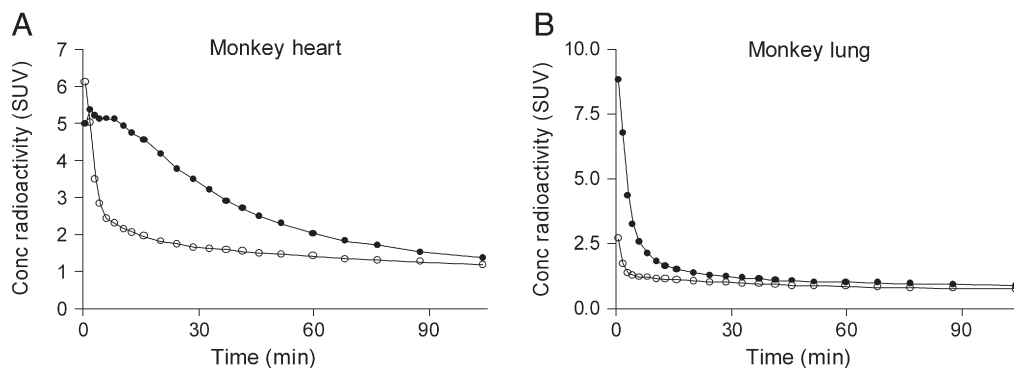 A
Monkey heart
Conc radioactivity (SUV)
7
6
5
4
3
2
1
0
0 30 60 90
Time (min)
B
Monkey lung
Conc radioactivity (SUV)
10.0
7.5
5.0
2.5
0.0
0 30 60 90
Time (min)